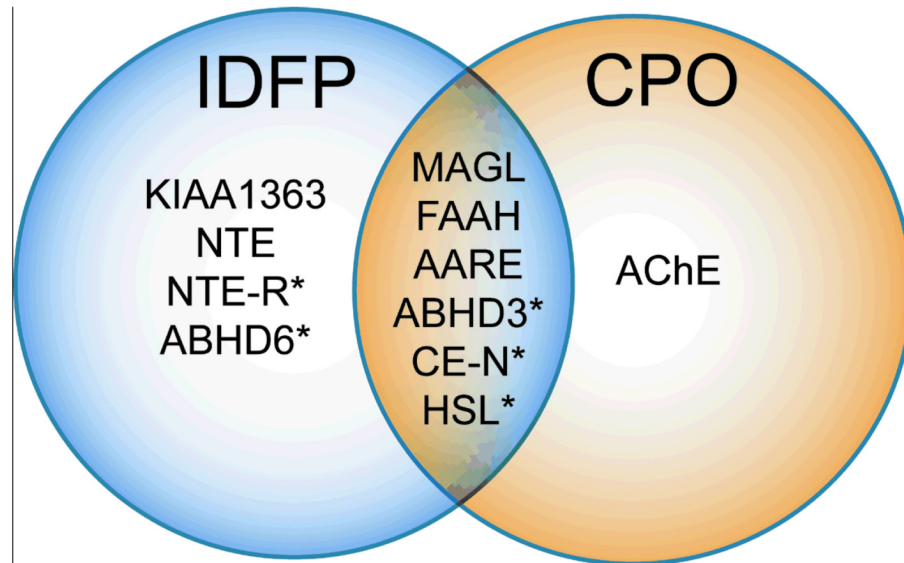 IDFP
CPO
KIAA1363
NTE
NTE-R*
ABHD6*
MAGL
FAAH
AARE
ABHD3*
CE-N*
HSL*
AChE